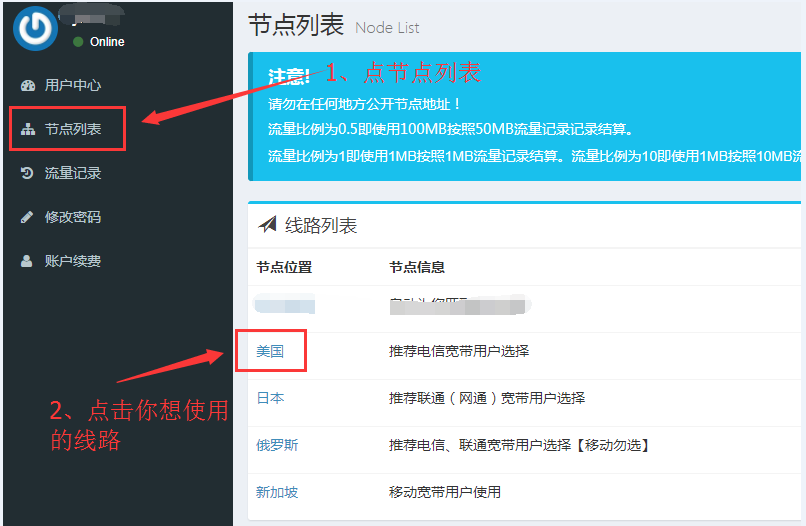 Online
用户中心
节点列表
流量记录
修改密码
账户续费
节点列表 Node List
注意!
1、点节点列表
请勿在任何地方公开节点地址！
流量比例为0.5即使用100MB按照50MB流量记录记录结算。
流量比例为1即使用1MB按照1MB流量记录结算。流量比例为10即使用1MB按照10MB
线路列表
节点位置 节点信息
美国 推荐电信宽带用户选择
日本 推荐联通（网通）宽带用户选择
俄罗斯 推荐电信、联通宽带用户选择【移动勿选】
新加坡 移动宽带用户使用
2、点击你想使用
的线路